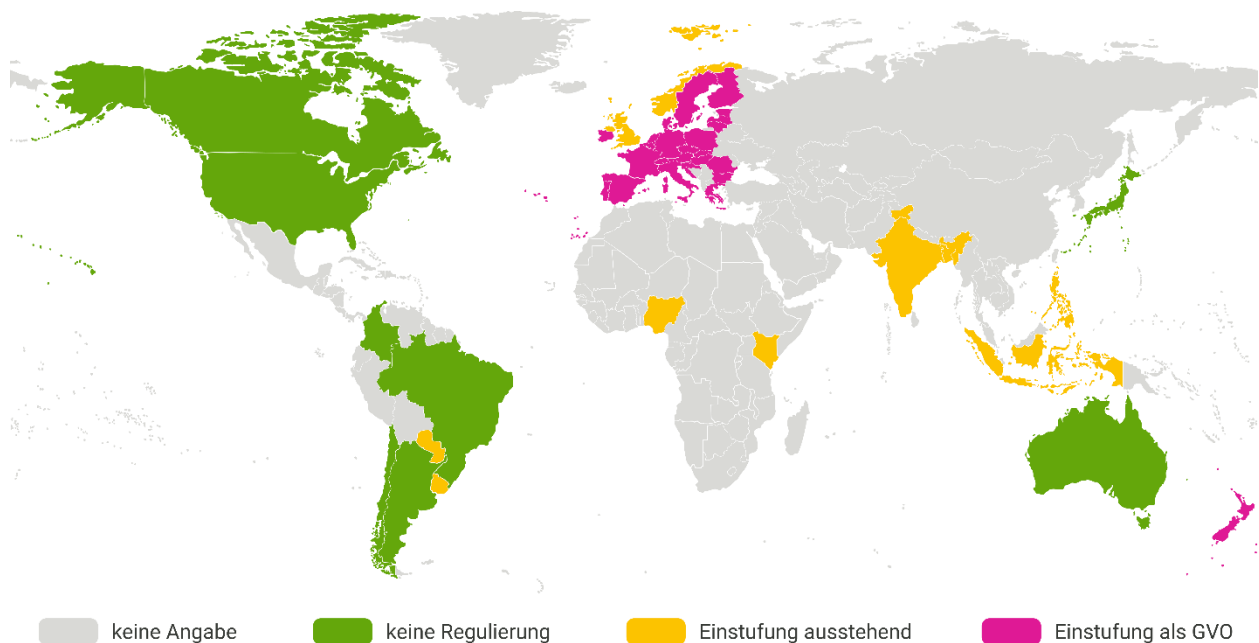 keine Angabe
keine Regulierung
Einstufung ausstehend
Einstufung als GVO